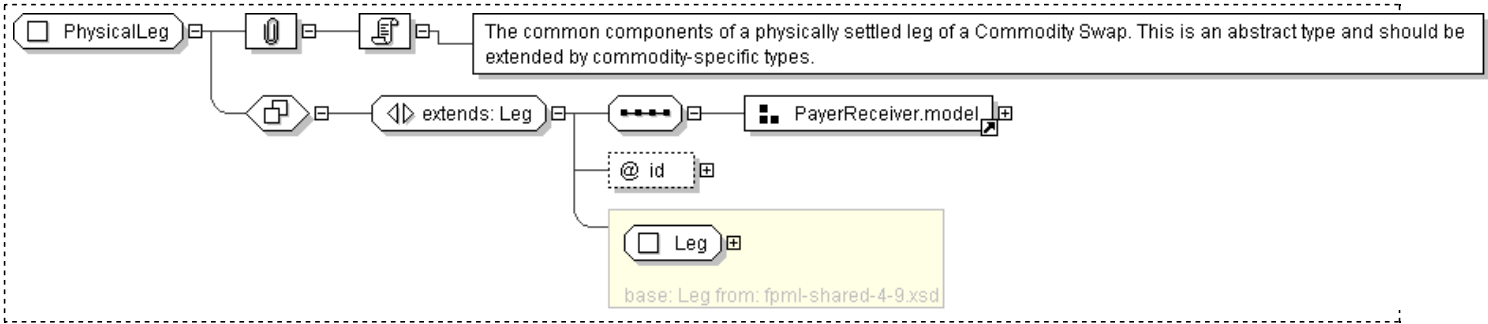 PhysicalLeg
The common components of a physically settled leg of a Commodity Swap. This is an abstract type and should be
extended by commodity-specific types.
extends: Leg
PayerReceiver.model
@ id
Leg
base: Leg from: fpml-shared-4-9.xsd